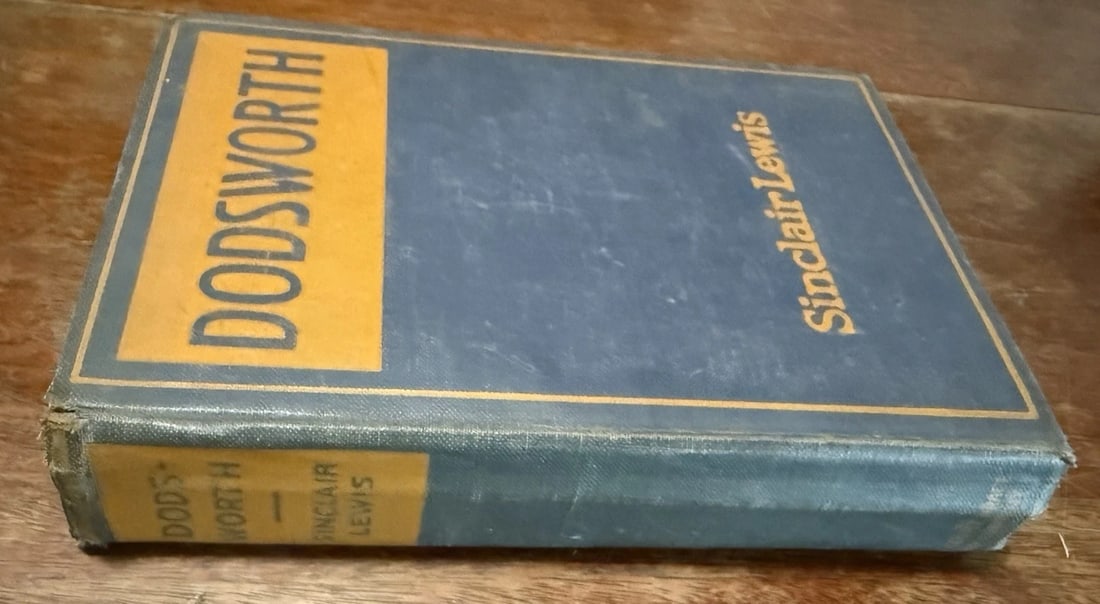 DODSWORTH
Sinclair Lewis
DODS-
WORTH
SINCLAIR
LEWIS